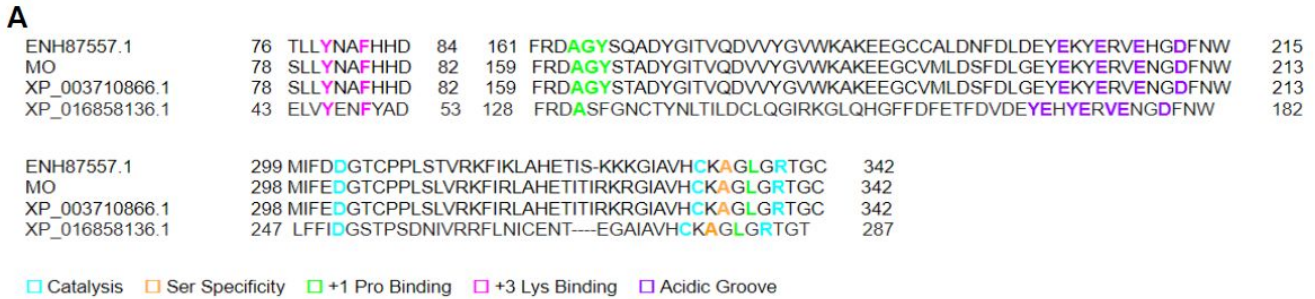 A
ENH87557.1 76 TLLYNAFHHD 84 161 FRDAGYSQADYGITVQDVVYGVWKAKEEGCCALDNFDLDEYEKYERVEHGDFNW 215
MO 78 SLLYNAFHHD 82 159 FRDAGYSTADYGITVQDVVYGVWKAKEEGCVMLDSFDLGEYEKYERVENGDFNW 213
XP_003710866.1 78 SLLYNAFHHD 82 159 FRDAGYSTADYGITVQDVVYGVWKAKEEGCVMLDSFDLGEYEKYERVENGDFNW 213
XP_016858136.1 43 ELVYENFYAD 53 128 FRDASFGNCTYNLTILDCLQGIRKGLQHGFFDFETFDVDEYEHYERVENGDFNW 182
ENH87557.1 299 MIFDDGTCPPLSTVRKFIKLAHETIS-KKKGIAVHCKAGLGRTGC 342
MO 298 MIFEDGTCPPLSLVRKFIRLAHETITIRKRGIAVHCKAGLGRTGC 342
XP_003710866.1 298 MIFEDGTCPPLSLVRKFIRLAHETITIRKRGIAVHCKAGLGRTGC 342
XP_016858136.1 247 LFFIDGSTPSDNIVRRFLNICENT----EGAIAVHCKAGLGRTGT 287
Catalysis Ser Specificity +1 Pro Binding +3 Lys Binding Acidic Groove